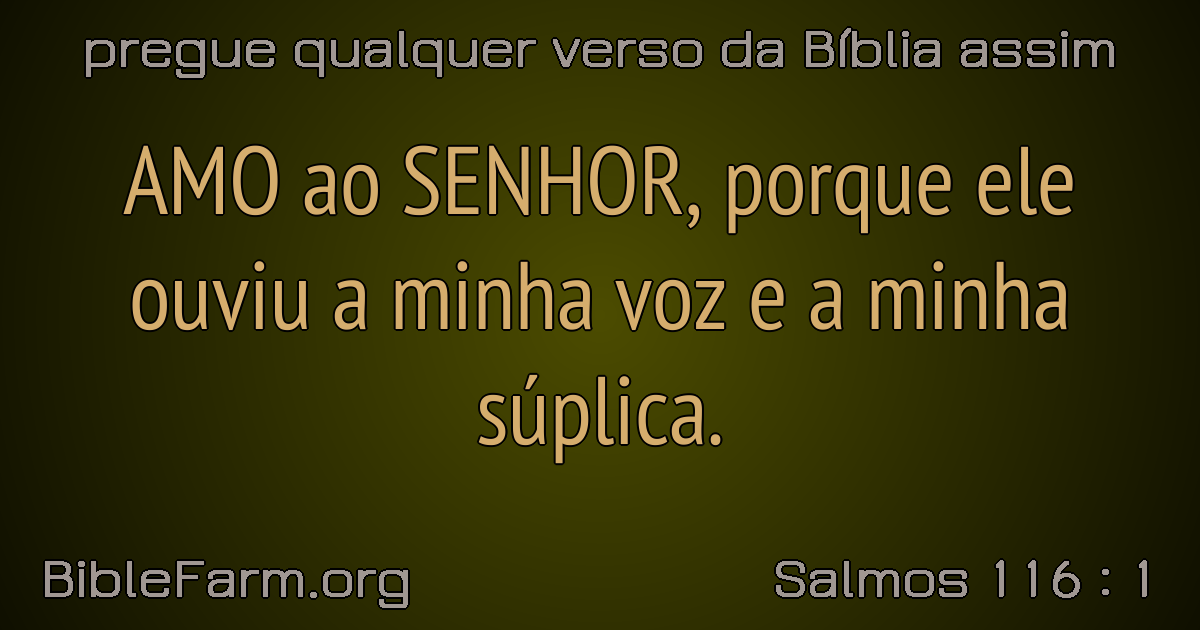 pregue qualquer verso da Bíblia assim
AMO ao SENHOR, porque ele
ouviu a minha voz e a minha
súplica.
BibleFarm.org
Salmos 116 : 1